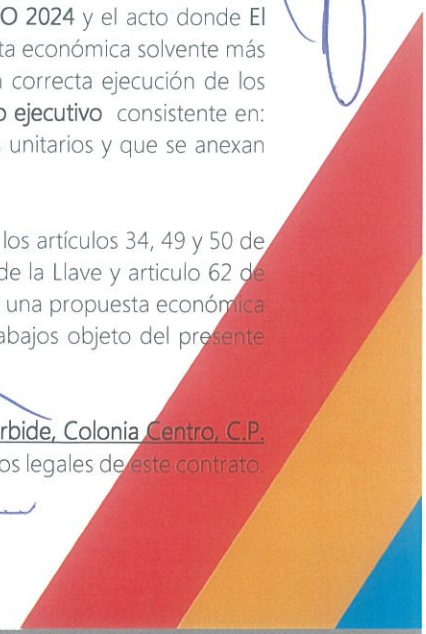 O 2024 y el acto donde El
ta económica solvente más
correcta ejecución de los
o ejecutivo consistente en:
unitarios y que se anexan
los artículos 34, 49 y 50 de
de la Llave y articulo 62 de
una propuesta económica
abajos objeto del presente
rbide, Colonia Centro, C.P.
os legales de este contrato.